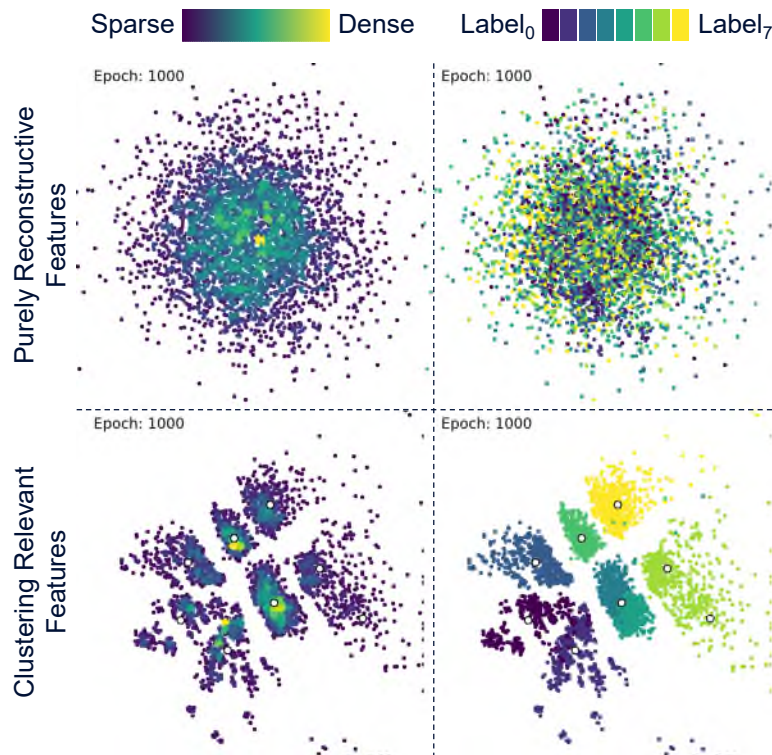 Sparse Dense Label0 Label7
Epoch: 1000 Epoch: 1000
Purely Reconstructive
Features
Epoch: 1000 Epoch: 1000
Clustering Relevant
Features